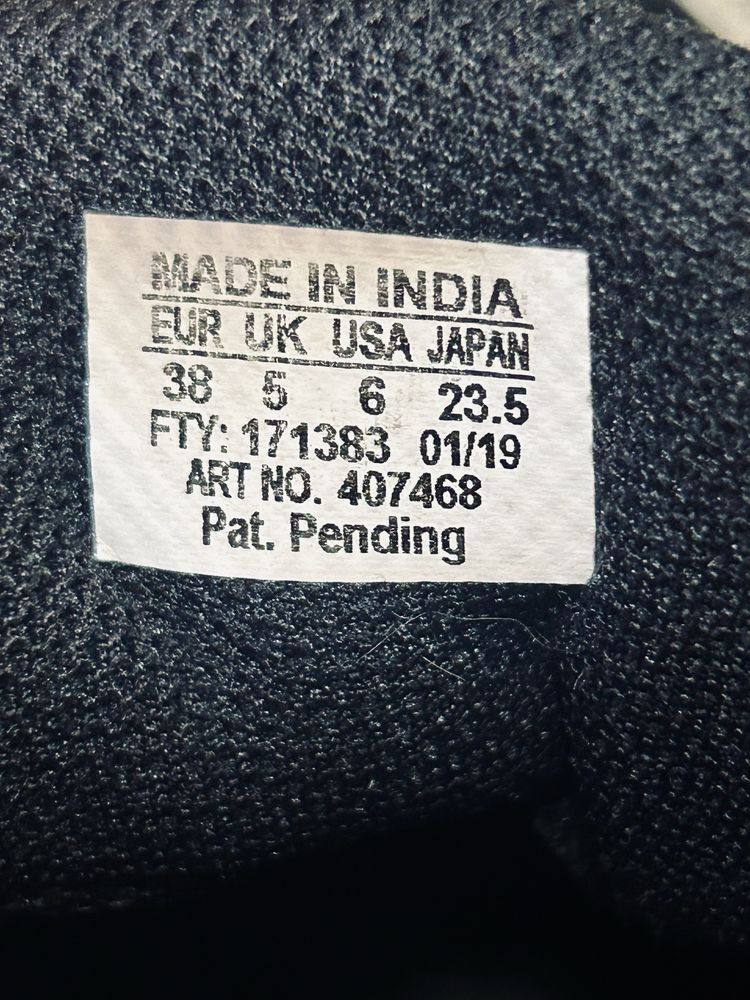 MADE IN INDIA
EUR UK USA JAPAN
38 5 6 23.5
FTY: 171383 01/19
ART NO. 407468
Pat. Pending